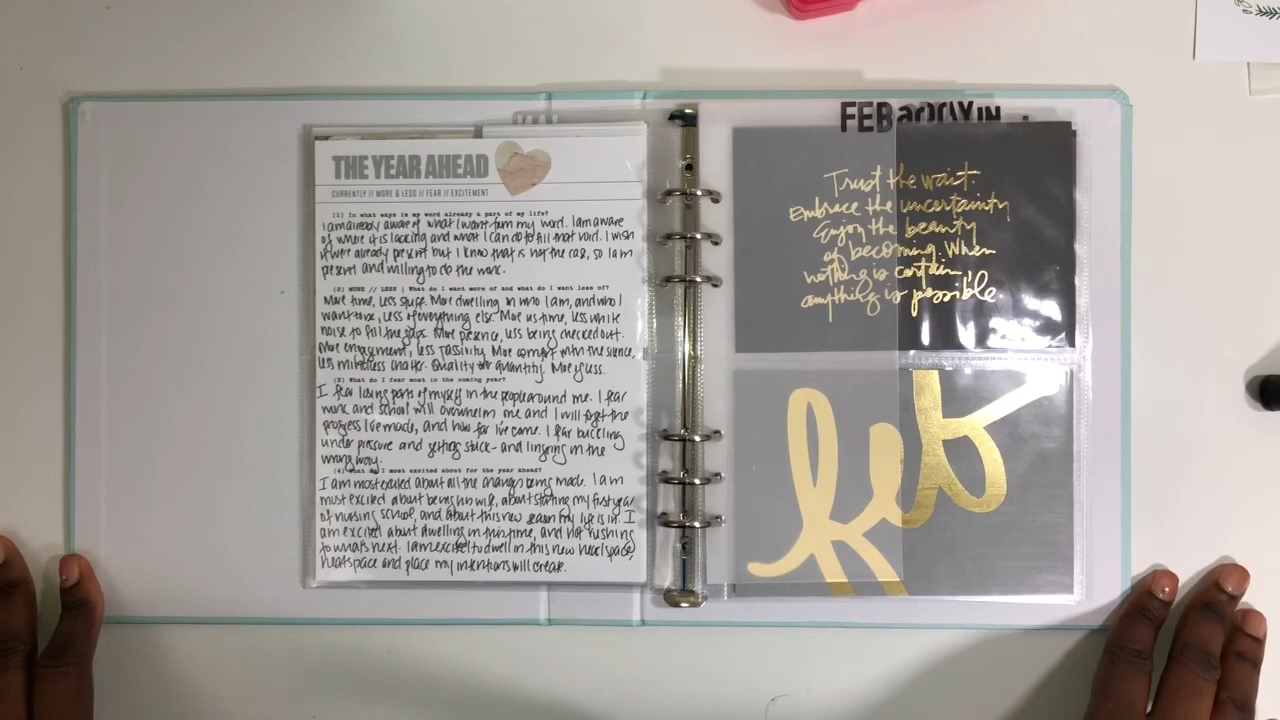 THE YEAR AHEAD
CURRENTLY // MORE & LESS // FEAR // EXCITEMENT
(1) In what ways is my word already a part of my life?
I am already aware of what I want from my word. I am aware
of where it is lacking and what I can do to fill that void. I wish
it were already present but I know that is not the case, so I am
present and willing to do the work.
(2) MORE // LESS | What do I want more of and what do I want less of?
More time, less stuff. More dwelling in who I am, and who I
want to be, less of everything else. More us time, less white
noise to fill the gaps. More presence, less being checked out.
More engagement, less passivity. More comfort with the silence,
less mindless chatter. Quality over quantity. More of less.
(3) What do I fear most in the coming year?
I fear losing parts of myself in the people around me. I fear
work and school will overwhelm me and I will forget the
progress I've made, and how far I've come. I fear buckling
under pressure and getting stuck - and lingering in the
wrong way.
(4) What am I most excited about for the year ahead?
I am most excited about all the changes being made. I am
most excited about being his wife, about starting my first year
of nursing school, and about this new season my life is in. I
am excited about dwelling in this time, and not rushing
to what's next. I am excited to dwell in this new headspace,
heartspace and place my intentions will create.
FEB
Trust the wait.
Embrace the uncertainty
Enjoy the beauty
of becoming. When
nothing is certain,
anything is possible.
feb